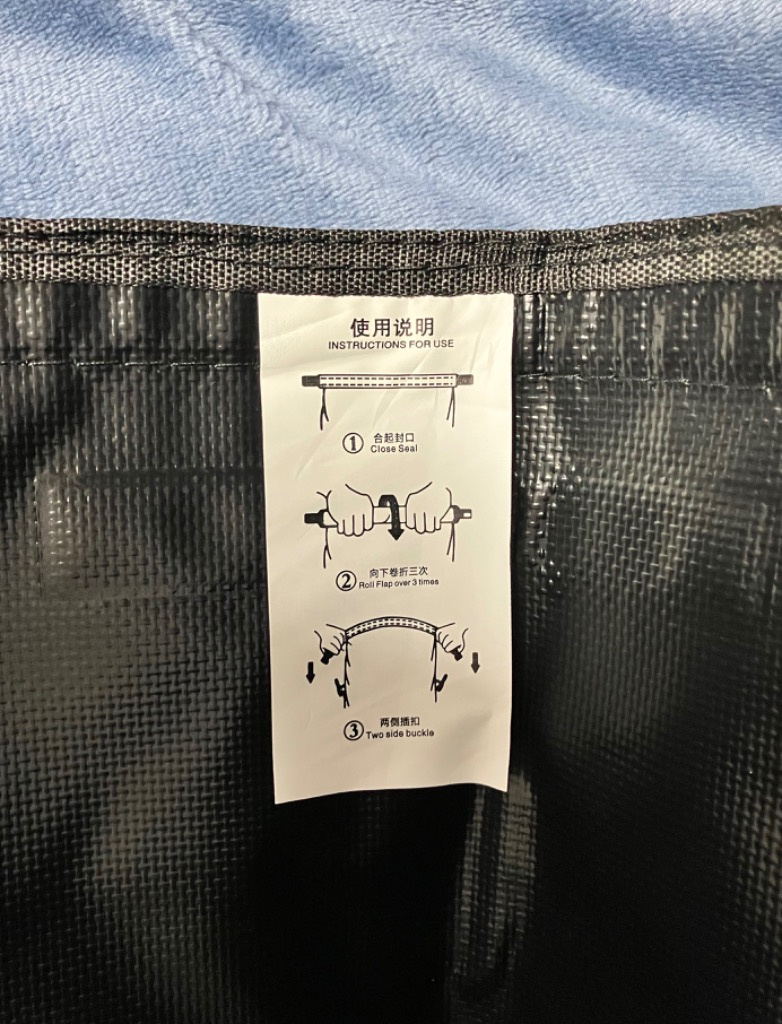 使用说明
INSTRUCTIONS FOR USE
① 合起封口
Close Seal
② 向下卷折三次
Roll Flap over 3 times
③ 两侧插扣
Two side buckle